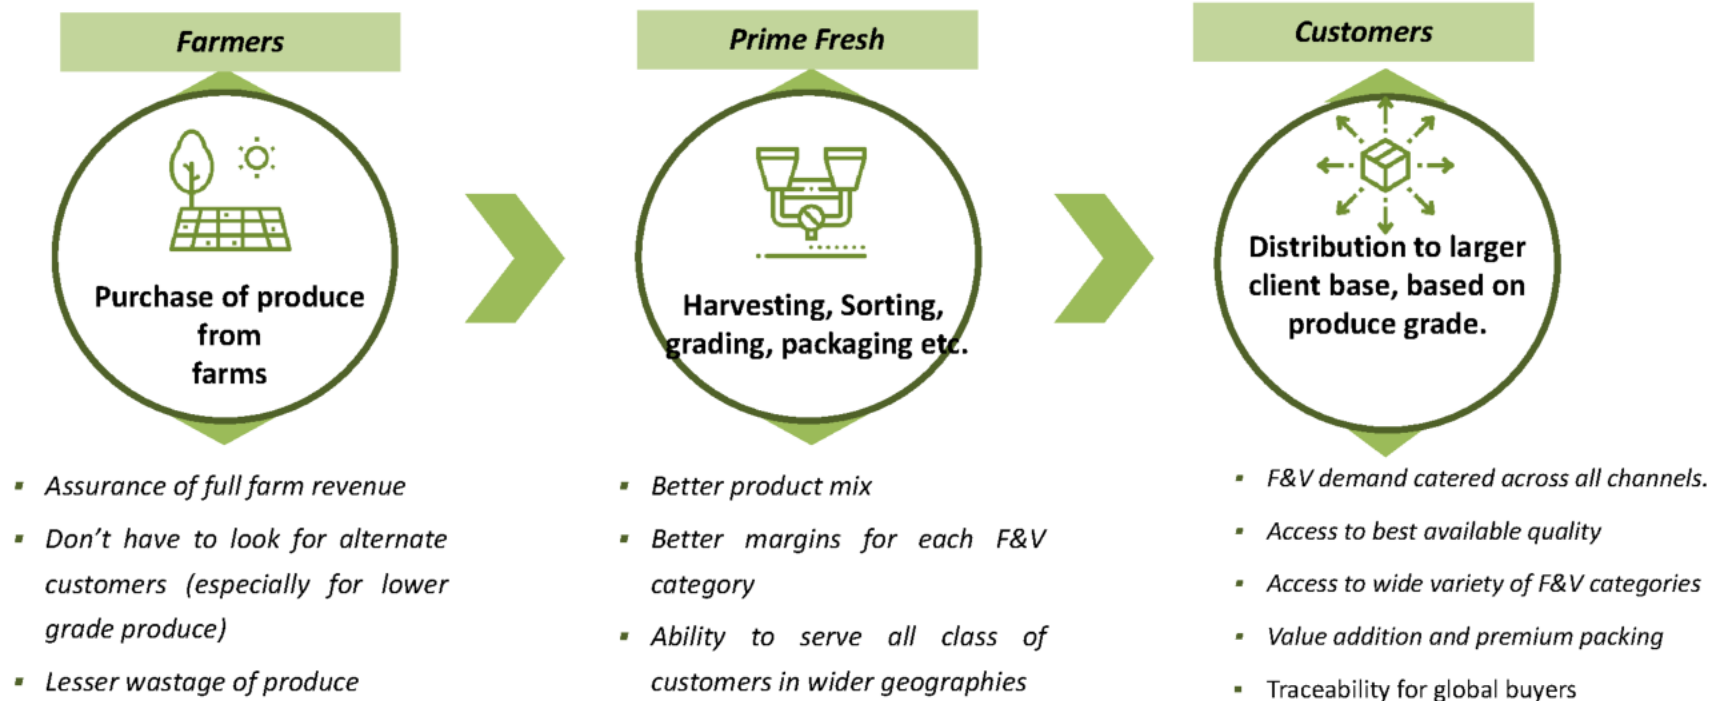 Farmers
Purchase of produce
from
farms
Assurance of full farm revenue
Don’t have to look for alternate
customers (especially for lower
grade produce)
Lesser wastage of produce
Prime Fresh
Harvesting, Sorting,
grading, packaging etc.
Better product mix
Better margins for each F&V
category
Ability to serve all class of
customers in wider geographies
Customers
Distribution to larger
client base, based on
produce grade.
F&V demand catered across all channels.
Access to best available quality
Access to wide variety of F&V categories
Value addition and premium packing
Traceability for global buyers